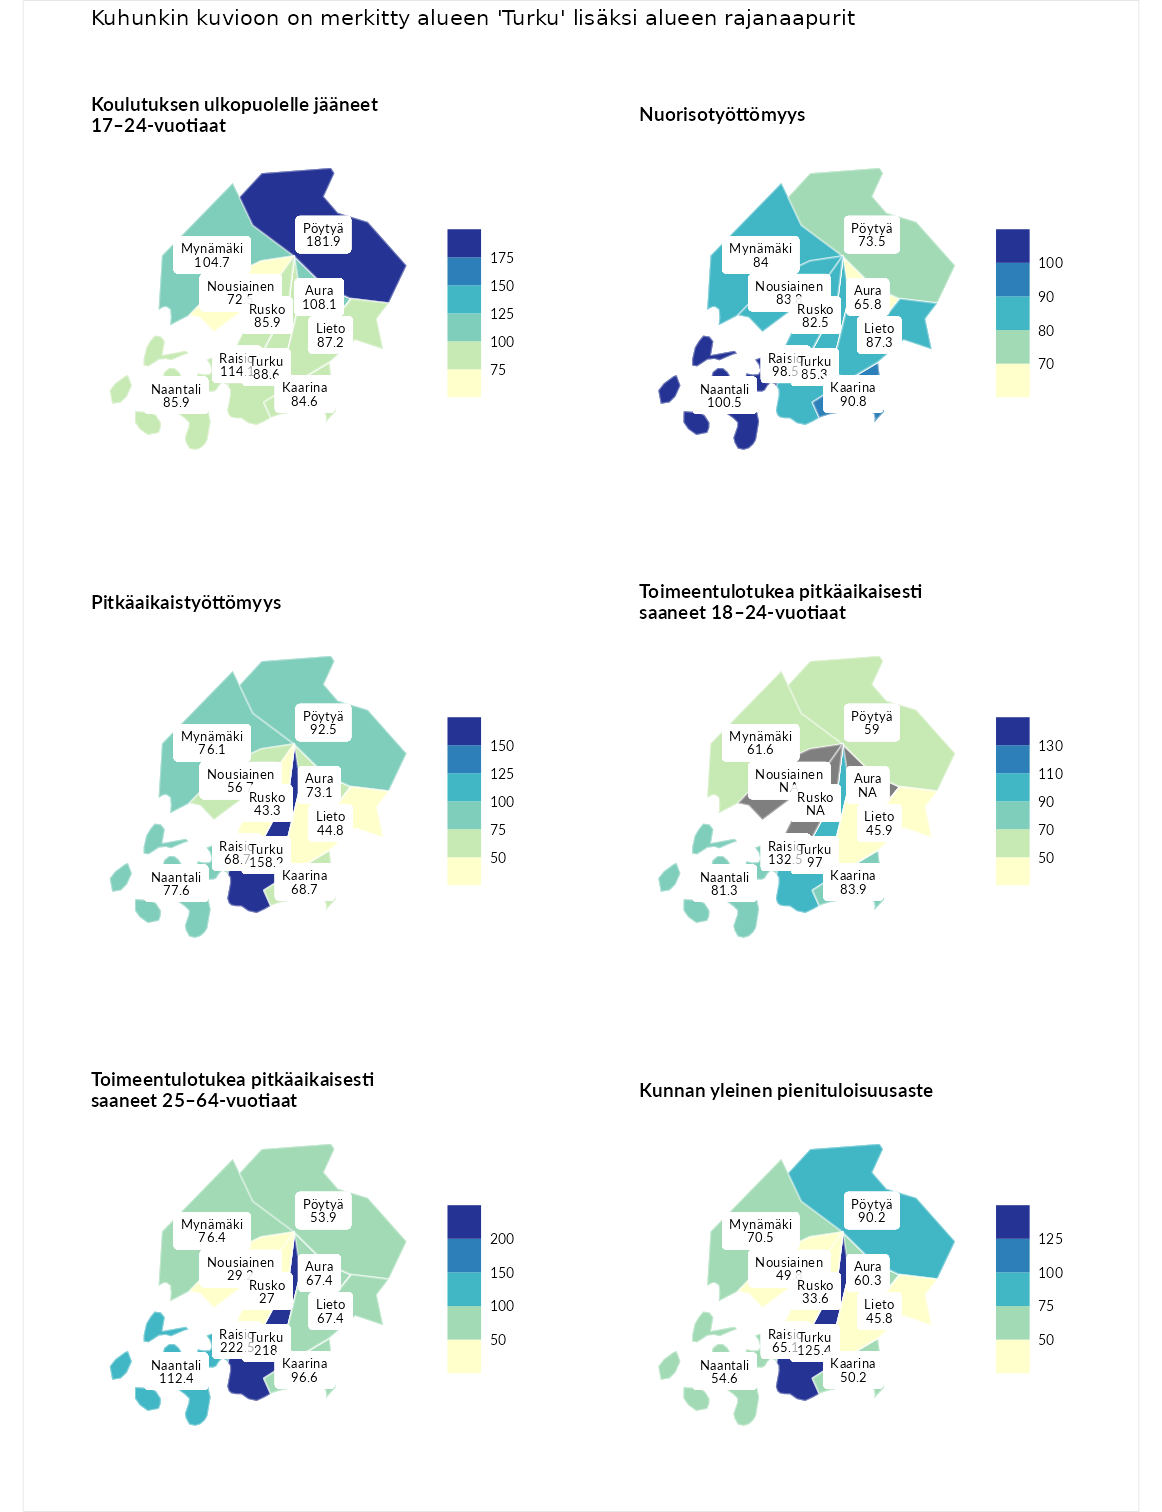 Kuhunkin kuvioon on merkitty alueen 'Turku' lisäksi alueen rajanaapurit
Koulutuksen ulkopuolelle jääneet
17–24-vuotiaat
Pöytyä
181.9
Mynämäki
104.7
Nousiainen
Aura
108.1
Rusko
85.9
Lieto
87.2
Turku
88.6
Naantali
85.9
Kaarina
84.6
175
150
125
100
75
Nuorisotyöttömyys
Pöytyä
73.5
Mynämäki
84
Nousiainen
Aura
65.8
Rusko
82.5
Lieto
87.3
Turku
85.3
Naantali
100.5
Kaarina
90.8
100
90
80
70
Pitkäaikaistyöttömyys
Pöytyä
92.5
Mynämäki
76.1
Nousiainen
Aura
73.1
Rusko
43.3
Lieto
44.8
Turku
158.2
Naantali
77.6
Kaarina
68.7
150
125
100
75
50
Toimeentulotukea pitkäaikaisesti
saaneet 18–24-vuotiaat
Pöytyä
59
Mynämäki
61.6
Nousiainen
NA
Aura
NA
Rusko
NA
Lieto
45.9
Turku
97
Naantali
81.3
Kaarina
83.9
130
110
90
70
50
Toimeentulotukea pitkäaikaisesti
saaneet 25–64-vuotiaat
Pöytyä
53.9
Mynämäki
76.4
Nousiainen
Aura
67.4
Rusko
27
Lieto
67.4
Turku
218
Naantali
112.4
Kaarina
96.6
200
150
100
50
Kunnan yleinen pienituloisuusaste
Pöytyä
90.2
Mynämäki
70.5
Nousiainen
Aura
60.3
Rusko
33.6
Lieto
45.8
Turku
125.4
Naantali
54.6
Kaarina
50.2
125
100
75
50